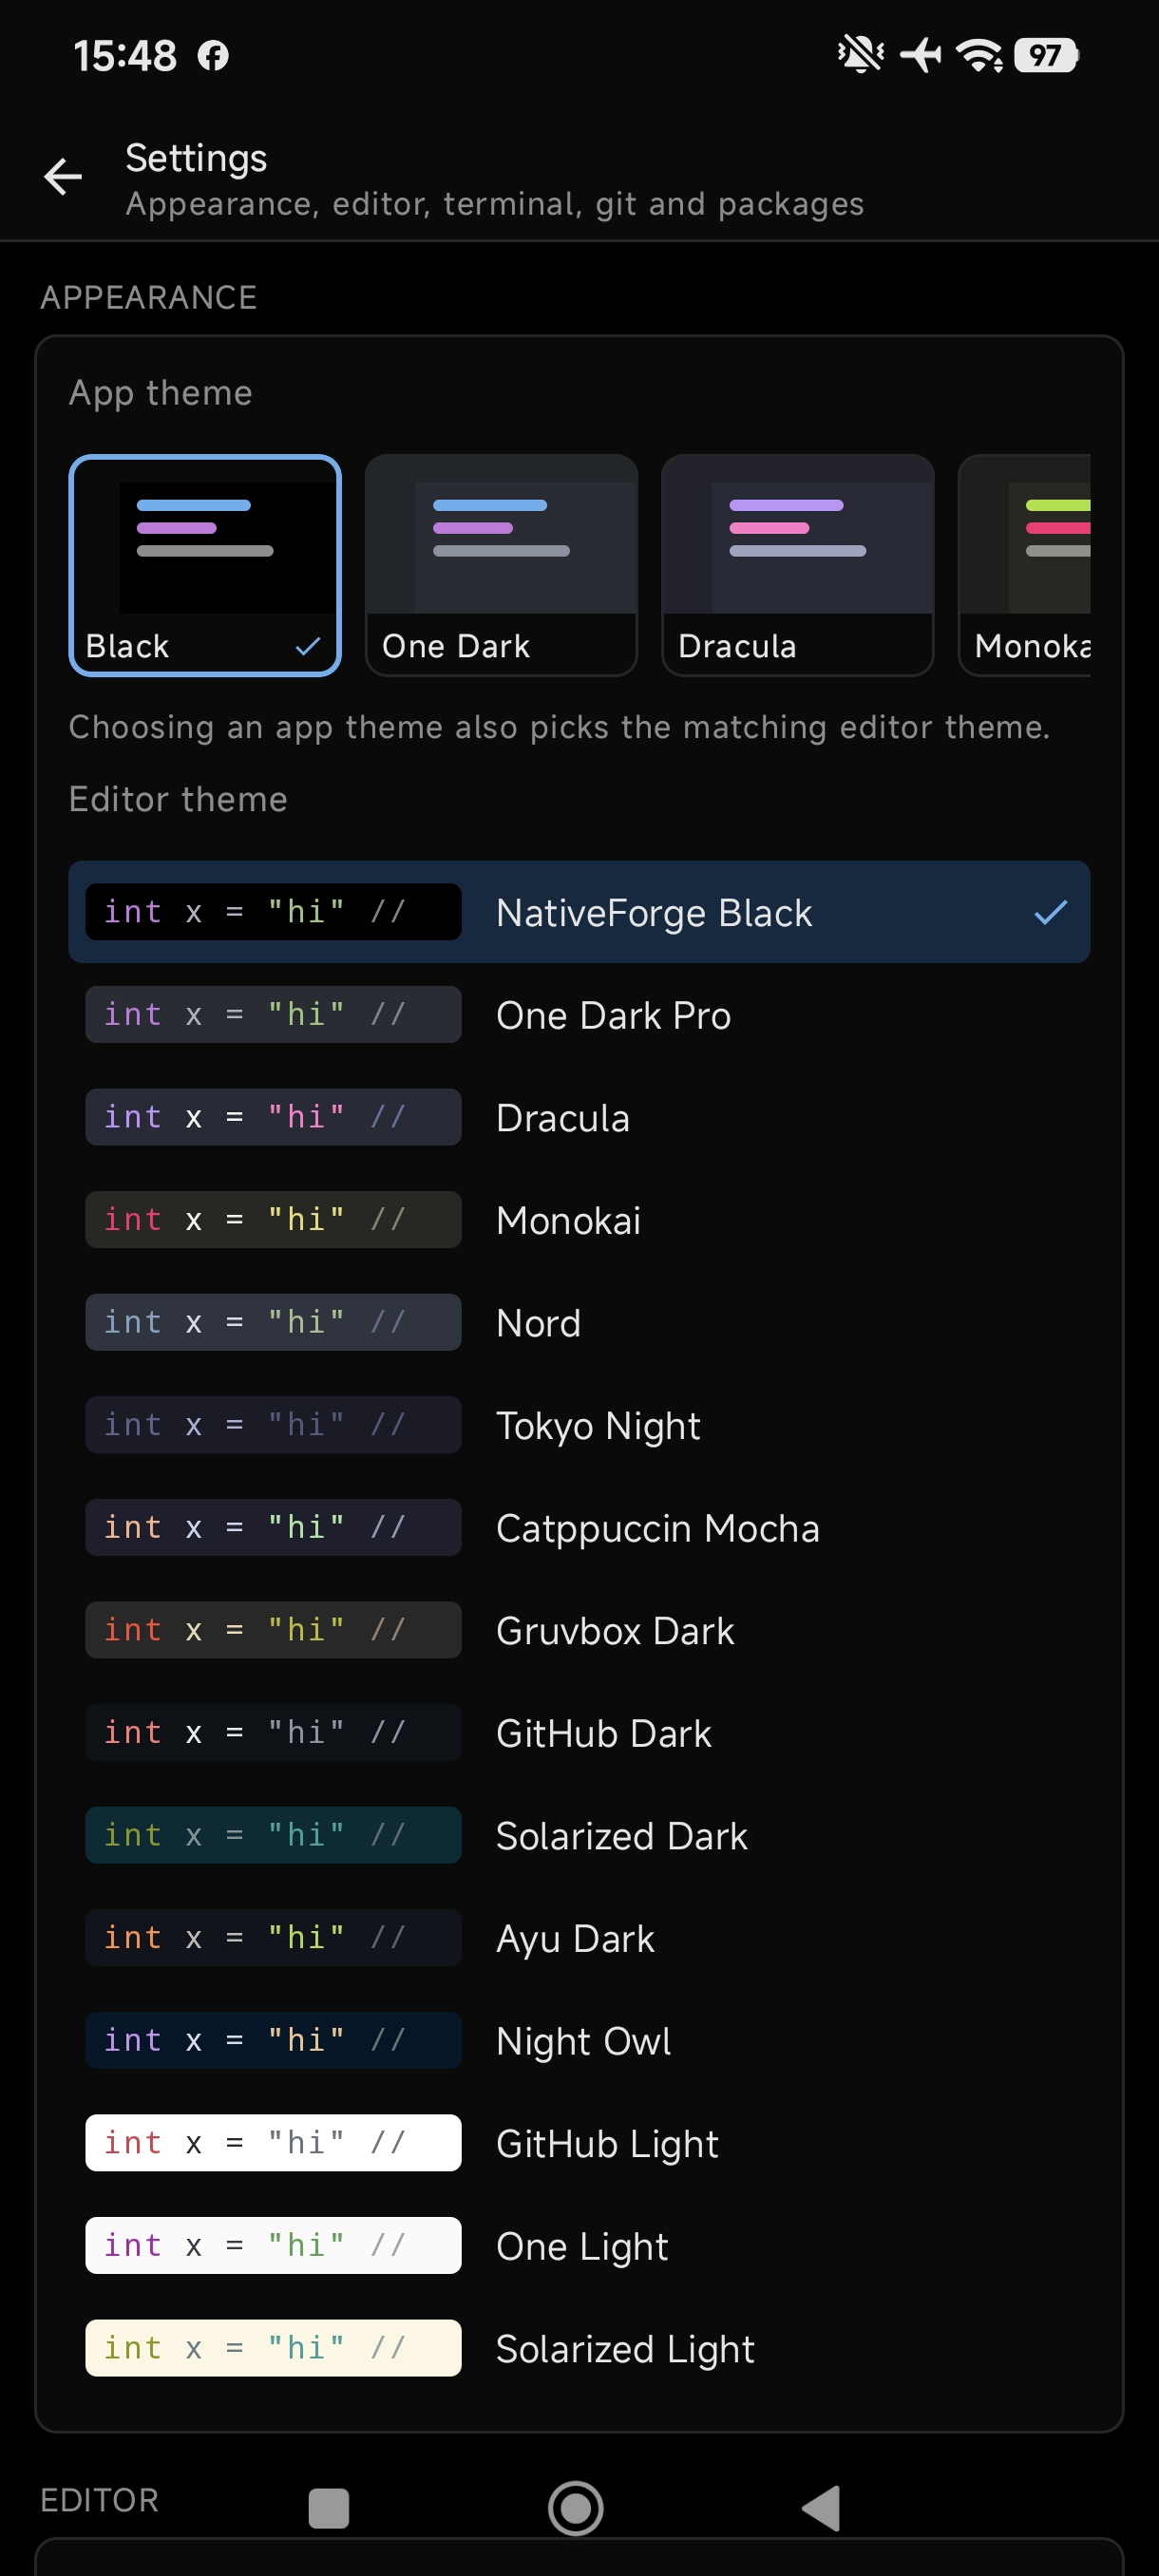 15:48
97
Settings
Appearance, editor, terminal, git and packages
APPEARANCE
App theme
Black
One Dark
Dracula
Monoka
Choosing an app theme also picks the matching editor theme.
Editor theme
int x = "hi" // NativeForge Black
int x = "hi" // One Dark Pro
int x = "hi" // Dracula
int x = "hi" // Monokai
int x = "hi" // Nord
int x = "hi" // Tokyo Night
int x = "hi" // Catppuccin Mocha
int x = "hi" // Gruvbox Dark
int x = "hi" // GitHub Dark
int x = "hi" // Solarized Dark
int x = "hi" // Ayu Dark
int x = "hi" // Night Owl
int x = "hi" // GitHub Light
int x = "hi" // One Light
int x = "hi" // Solarized Light
EDITOR